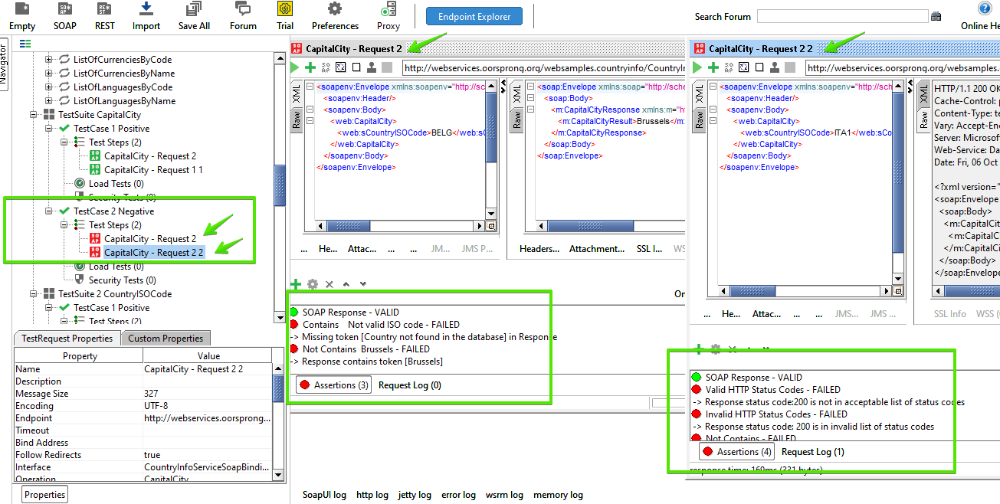 Empty
SOAP
REST
Import
Save All
Forum
Trial
Preferences
Proxy
Endpoint Explorer
Search Forum
Online He
Navigator
ListOfCurrenciesByCode
ListOfCurrenciesByName
ListOfLanguagesByCode
ListOfLanguagesByName
TestSuite CapitalCity
TestCase 1 Positive
Test Steps (2)
CapitalCity - Request 2
CapitalCity - Request 1 1
Load Tests (0)
Security Tests (0)
TestCase 2 Negative
Test Steps (2)
CapitalCity - Request 2
CapitalCity - Request 2 2
Load Tests (0)
Security Tests (0)
TestSuite 2 CountryISOCode
TestCase 1 Positive
Test Steps (2)
TestRequest Properties
Custom Properties
Property Value
Name CapitalCity - Request 2 2
Description
Message Size 327
Encoding UTF-8
Endpoint http://webservices.oorsprong...
Timeout
Bind Address
Follow Redirects true
Interface CountryInfoServiceSoapBindi...
Operation CapitalCity
Properties
CapitalCity - Request 2
http://webservices.oorsprong.org/websamples.countryinfo/CountryIn
XML
Raw
<soapenv:Envelope xmlns:soapenv="http://sch
<soapenv:Header/>
<soapenv:Body>
<web:CapitalCity>
<web:sCountryISOCode>BELG</web:sC
</web:CapitalCity>
</soapenv:Body>
</soapenv:Envelope>
... He... Attac... ... ... JM... JMS P...
XML
Raw
<soap:Envelope xmlns:soap="http://sche
<soap:Body>
<m:CapitalCityResponse xmlns:m="h
<m:CapitalCityResult>Brussels</m:
</m:CapitalCityResponse>
</soap:Body>
</soap:Envelope>
Headers... Attachment... SSL I... WS
On
SOAP Response - VALID
Contains Not valid ISO code - FAILED
-> Missing token [Country not found in the database] in Response
Not Contains Brussels - FAILED
-> Response contains token [Brussels]
Assertions (3)
Request Log (0)
CapitalCity - Request 2 2
http://webservices.oorsprong.org/websamples.
XML
Raw
<soapenv:Envelope xmlns:soapenv="http://sc
<soapenv:Header/>
<soapenv:Body>
<web:CapitalCity>
<web:sCountryISOCode>ITA1</web:sCo
</web:CapitalCity>
</soapenv:Body>
</soapenv:Envelope>
... He... Attac... ... ... JMS... JMS ...
XML
Raw
HTTP/1.1 200 OK
Cache-Control: p
Content-Type: te
Vary: Accept-En
Server: Microsof
Web-Service: Da
Date: Fri, 06 Oct
<?xml version="
<soap:Envelope
<soap:Body>
<m:CapitalCi
<m:Capital
</m:CapitalC
</soap:Body>
</soap:Envelope
SSL Info WSS (
SOAP Response - VALID
Valid HTTP Status Codes - FAILED
-> Response status code:200 is not in acceptable list of status codes
Invalid HTTP Status Codes - FAILED
-> Response status code: 200 is in invalid list of status codes
Not Contains - FAILED
Assertions (4)
Request Log (1)
response time: 169ms (331 bytes)
SoapUI log http log jetty log error log wsrm log memory log